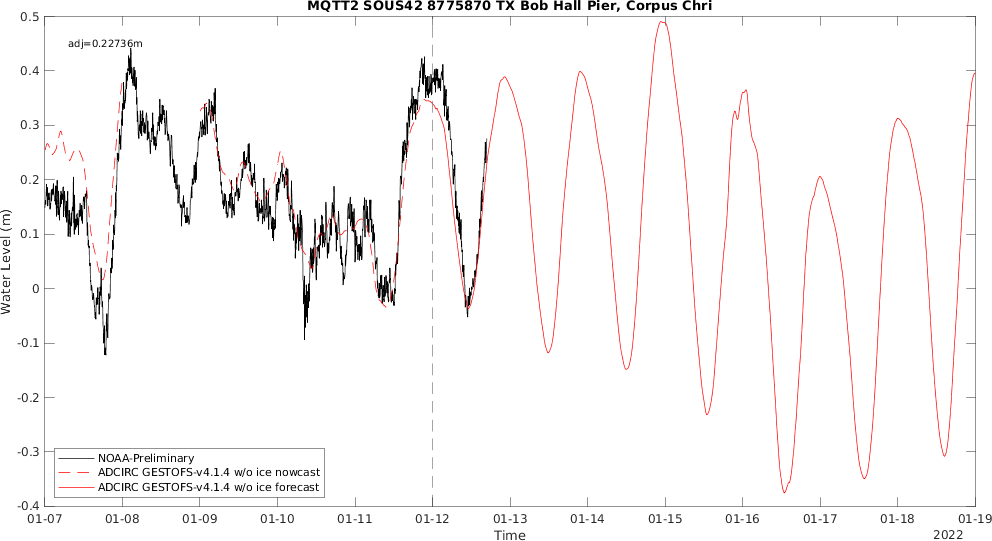 MQTT2 SOUS42 8775870 TX Bob Hall Pier, Corpus Chri
adj=0.22736m
0.5
0.4
0.3
0.2
0.1
0
-0.1
-0.2
-0.3
-0.4
Water Level (m)
NOAA-Preliminary
ADCIRC GESTOFS-v4.1.4 w/o ice nowcast
ADCIRC GESTOFS-v4.1.4 w/o ice forecast
01-07 01-08 01-09 01-10 01-11 01-12 01-13 01-14 01-15 01-16 01-17 01-18 01-19
Time
2022